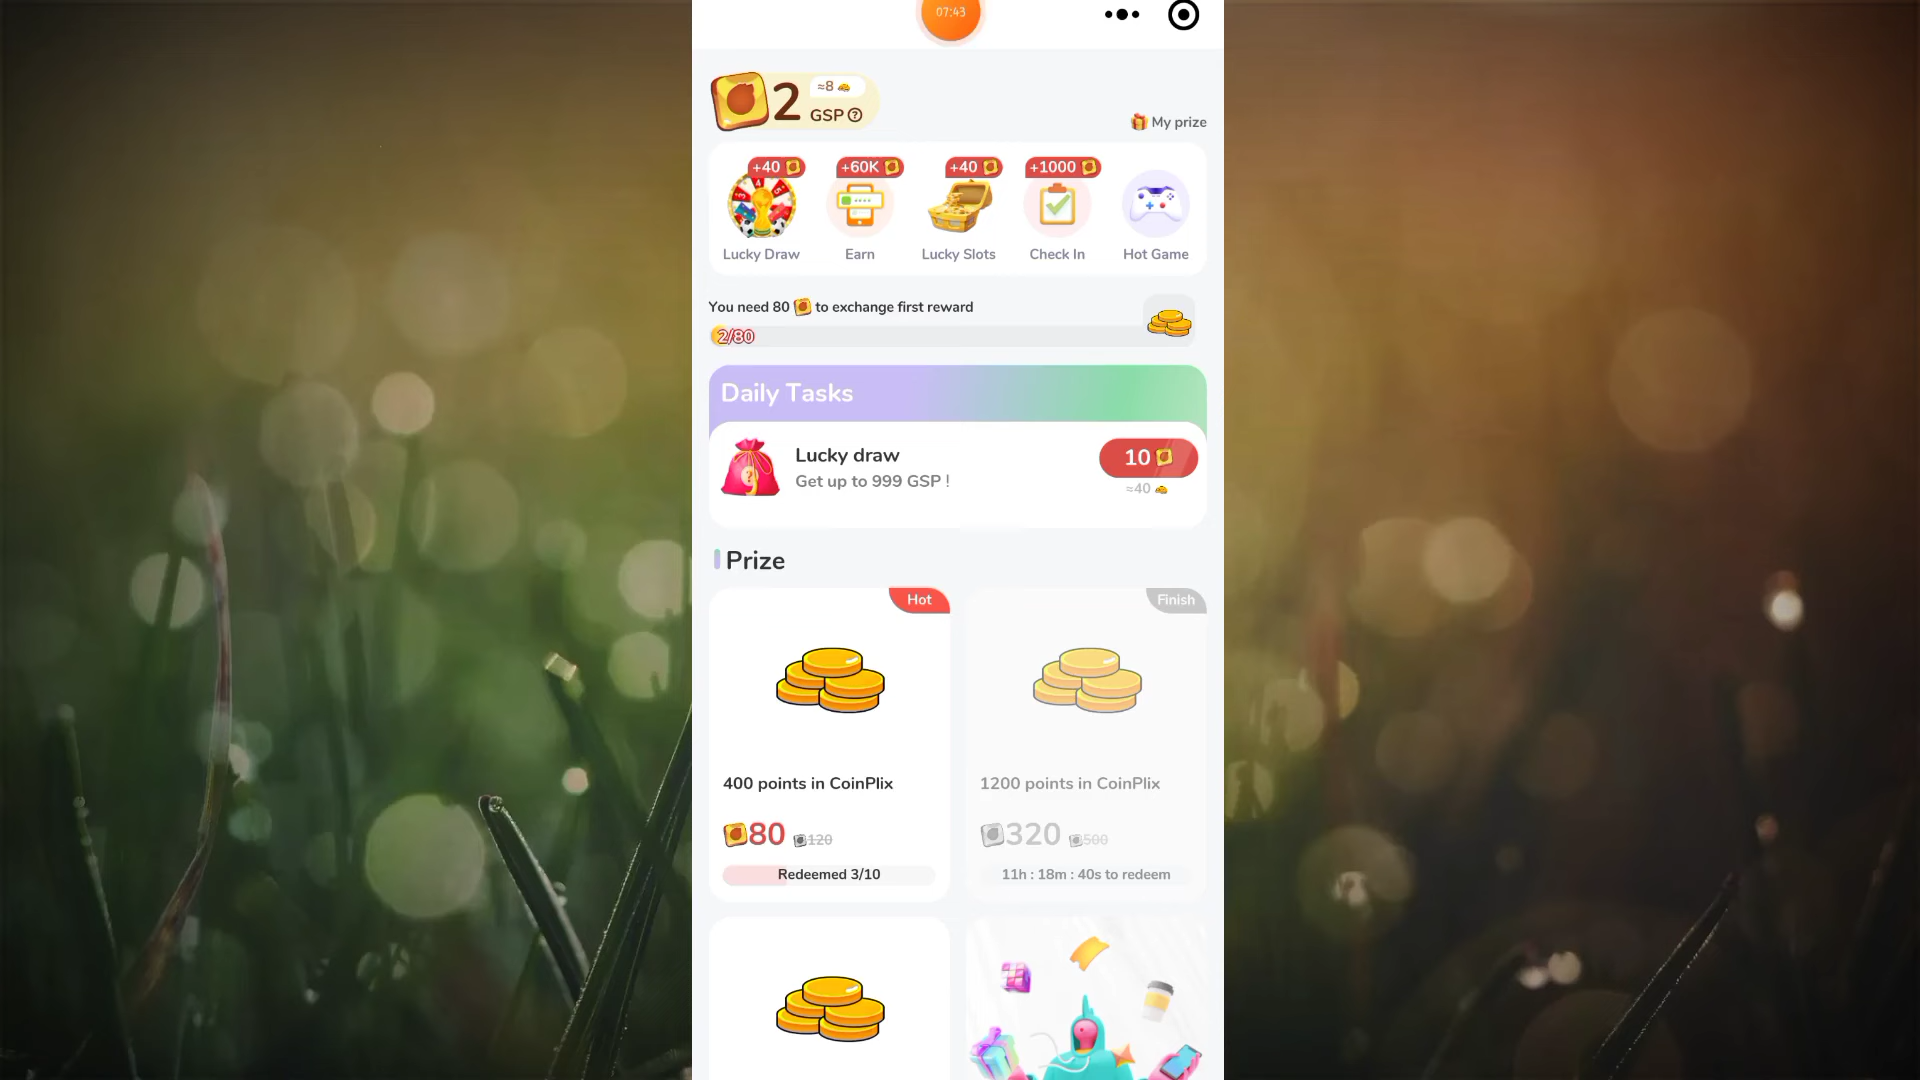 07:43
2
≈8
GSP ?
My prize
+40
+60K
+40
+1000
Lucky Draw
Earn
Lucky Slots
Check In
Hot Game
You need 80 to exchange first reward
2/80
Daily Tasks
Lucky draw
Get up to 999 GSP !
10
≈40
Prize
Hot
Finish
400 points in CoinPlix
1200 points in CoinPlix
80 120
320 500
Redeemed 3/10
11h : 18m : 40s to redeem